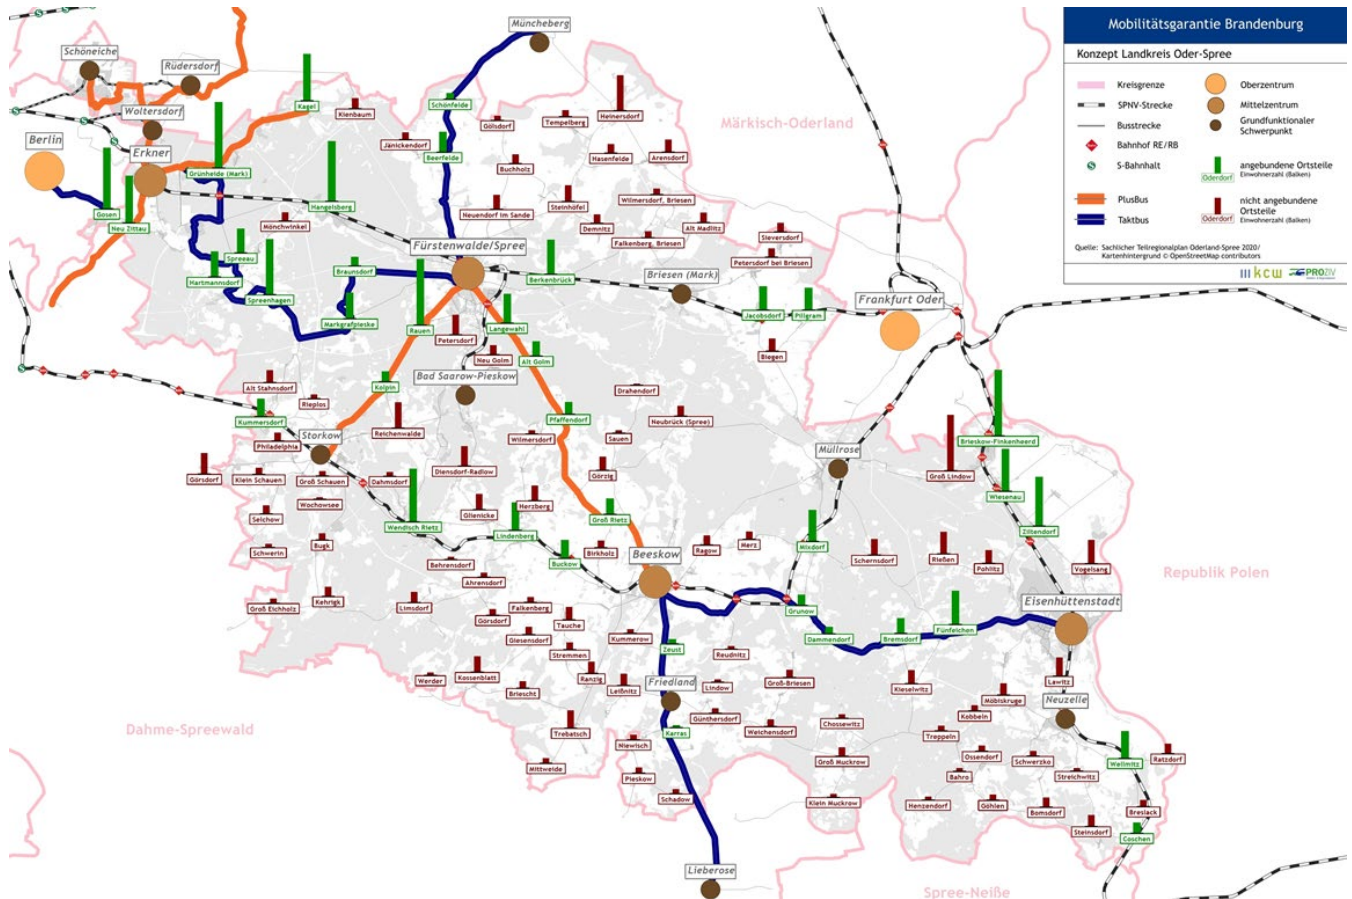 Müncheberg
Mobilitätsgarantie Brandenburg
Konzept Landkreis Oder-Spree
Kreisgrenze
SPNV-Strecke
Busstrecke
Bahnhof RE/RB
S-Bahnhalt
PlusBus
Taktbus
Oberzentrum
Mittelzentrum
Grundfunktionaler
Schwerpunkt
Oderdorf
angebundene Ortsteile
Einwohnerzahl (Balken)
Oderdorf
nicht angebundene
Ortsteile
Einwohnerzahl (Balken)
Quelle: Sachlicher Teilregionalplan Oderland-Spree 2020/
Kartenhintergrund © OpenStreetMap contributors
kcw
PROZIV
Schöneiche
Rüdersdorf
Woltersdorf
Berlin
Erkner
Kagel
Kienbaum
Schönfelde
Gölsdorf
Tempelberg
Heinersdorf
Märkisch-Oderland
Jänickendorf
Beerfelde
Buchholz
Hasenfelde
Arensdorf
Grünheide (Mark)
Gosen
Neu Zittau
Hangelsberg
Mönchwinkel
Neuendorf im Sande
Steinhöfel
Wilmersdorf, Briesen
Demnitz
Falkenberg, Briesen
Alt Madlitz
Sieversdorf
Petersdorf bei Briesen
Fürstenwalde/Spree
Berkenbrück
Briesen (Mark)
Spreeau
Hartmannsdorf
Spreenhagen
Braunsdorf
Markgrafpieske
Rauen
Petersdorf
Langewahl
Neu Golm
Alt Golm
Jacobsdorf
Pillgram
Biegen
Frankfurt Oder
Bad Saarow-Pieskow
Alt Stahnsdorf
Rieplos
Kolpin
Kummersdorf
Philadelphia
Storkow
Reichenwalde
Drahendorf
Pfaffendorf
Neubrück (Spree)
Wilmersdorf
Sauen
Müllrose
Brieskow-Finkenheerd
Groß Lindow
Wiesenau
Ziltendorf
Görsdorf
Klein Schauen
Groß Schauen
Dahmsdorf
Diensdorf-Radlow
Görzig
Wochowsee
Selchow
Wendisch Rietz
Glienicke
Herzberg
Lindenberg
Groß Rietz
Schwerin
Bugk
Buckow
Birkholz
Beeskow
Ragow
Merz
Mixdorf
Schernsdorf
Rießen
Pohlitz
Vogelsang
Republik Polen
Behrensdorf
Ahrensdorf
Groß Eichholz
Kehrigk
Limsdorf
Falkenberg
Görsdorf
Tauche
Giesensdorf
Stremmen
Kummerow
Zeust
Grunow
Dammendorf
Bremsdorf
Fünfeichen
Eisenhüttenstadt
Reudnitz
Werder
Kossenblatt
Briescht
Ranzig
Leißnitz
Friedland
Lindow
Groß-Briesen
Kieselwitz
Lawitz
Möbiskruge
Neuzelle
Dahme-Spreewald
Trebatsch
Karras
Günthersdorf
Weichensdorf
Chossewitz
Kobbeln
Treppeln
Niewisch
Mittweide
Pieskow
Groß Muckrow
Ossendorf
Bahro
Schwerzko
Streichwitz
Wellmitz
Ratzdorf
Schadow
Klein Muckrow
Henzendorf
Göhlen
Bomsdorf
Breslack
Steinsdorf
Coschen
Lieberose
Spree-Neiße